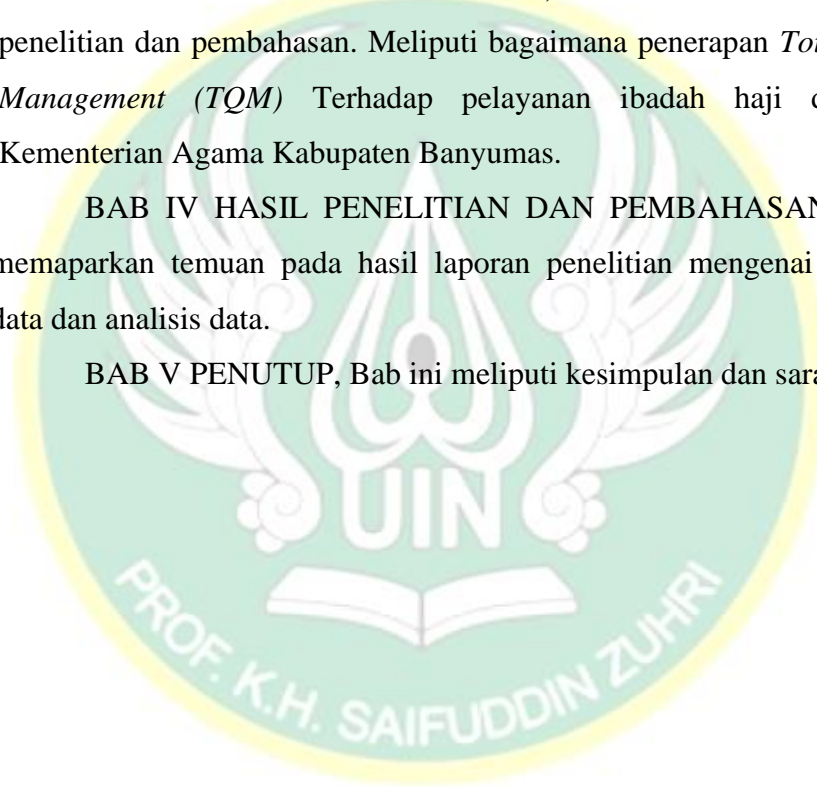 penelitian dan pembahasan. Meliputi bagaimana penerapan
Management (TQM) Terhadap pelayanan ibadah haji
Kementerian Agama Kabupaten Banyumas.
BAB IV HASIL PENELITIAN DAN PEMBAHASAN
memaparkan temuan pada hasil laporan penelitian mengenai
data dan analisis data.
BAB V PENUTUP, Bab ini meliputi kesimpulan dan
UIN
PROF. K.H. SAIFUDDIN ZUHRI